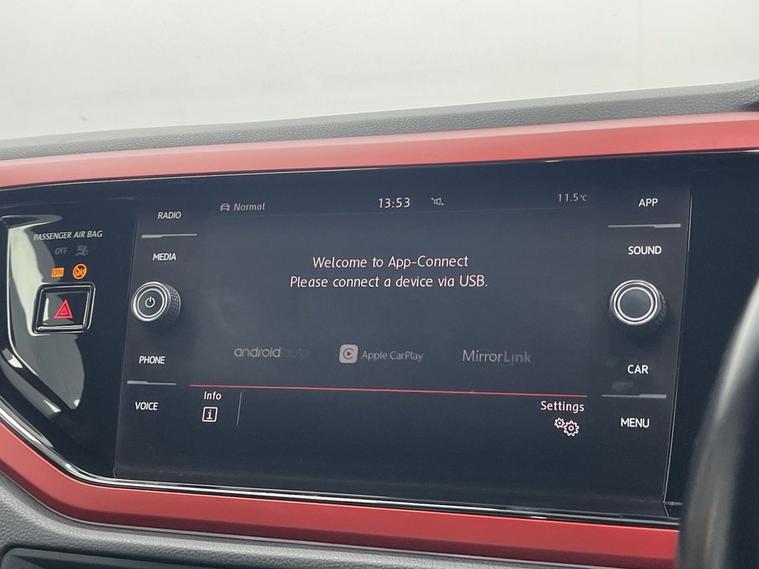 RADIO
Normal
13:53
11.5°C
APP
PASSENGER AIR BAG
OFF
ON
MEDIA
SOUND
Welcome to App-Connect
Please connect a device via USB.
androidauto
Apple CarPlay
MirrorLink
PHONE
CAR
VOICE
Info
Settings
MENU